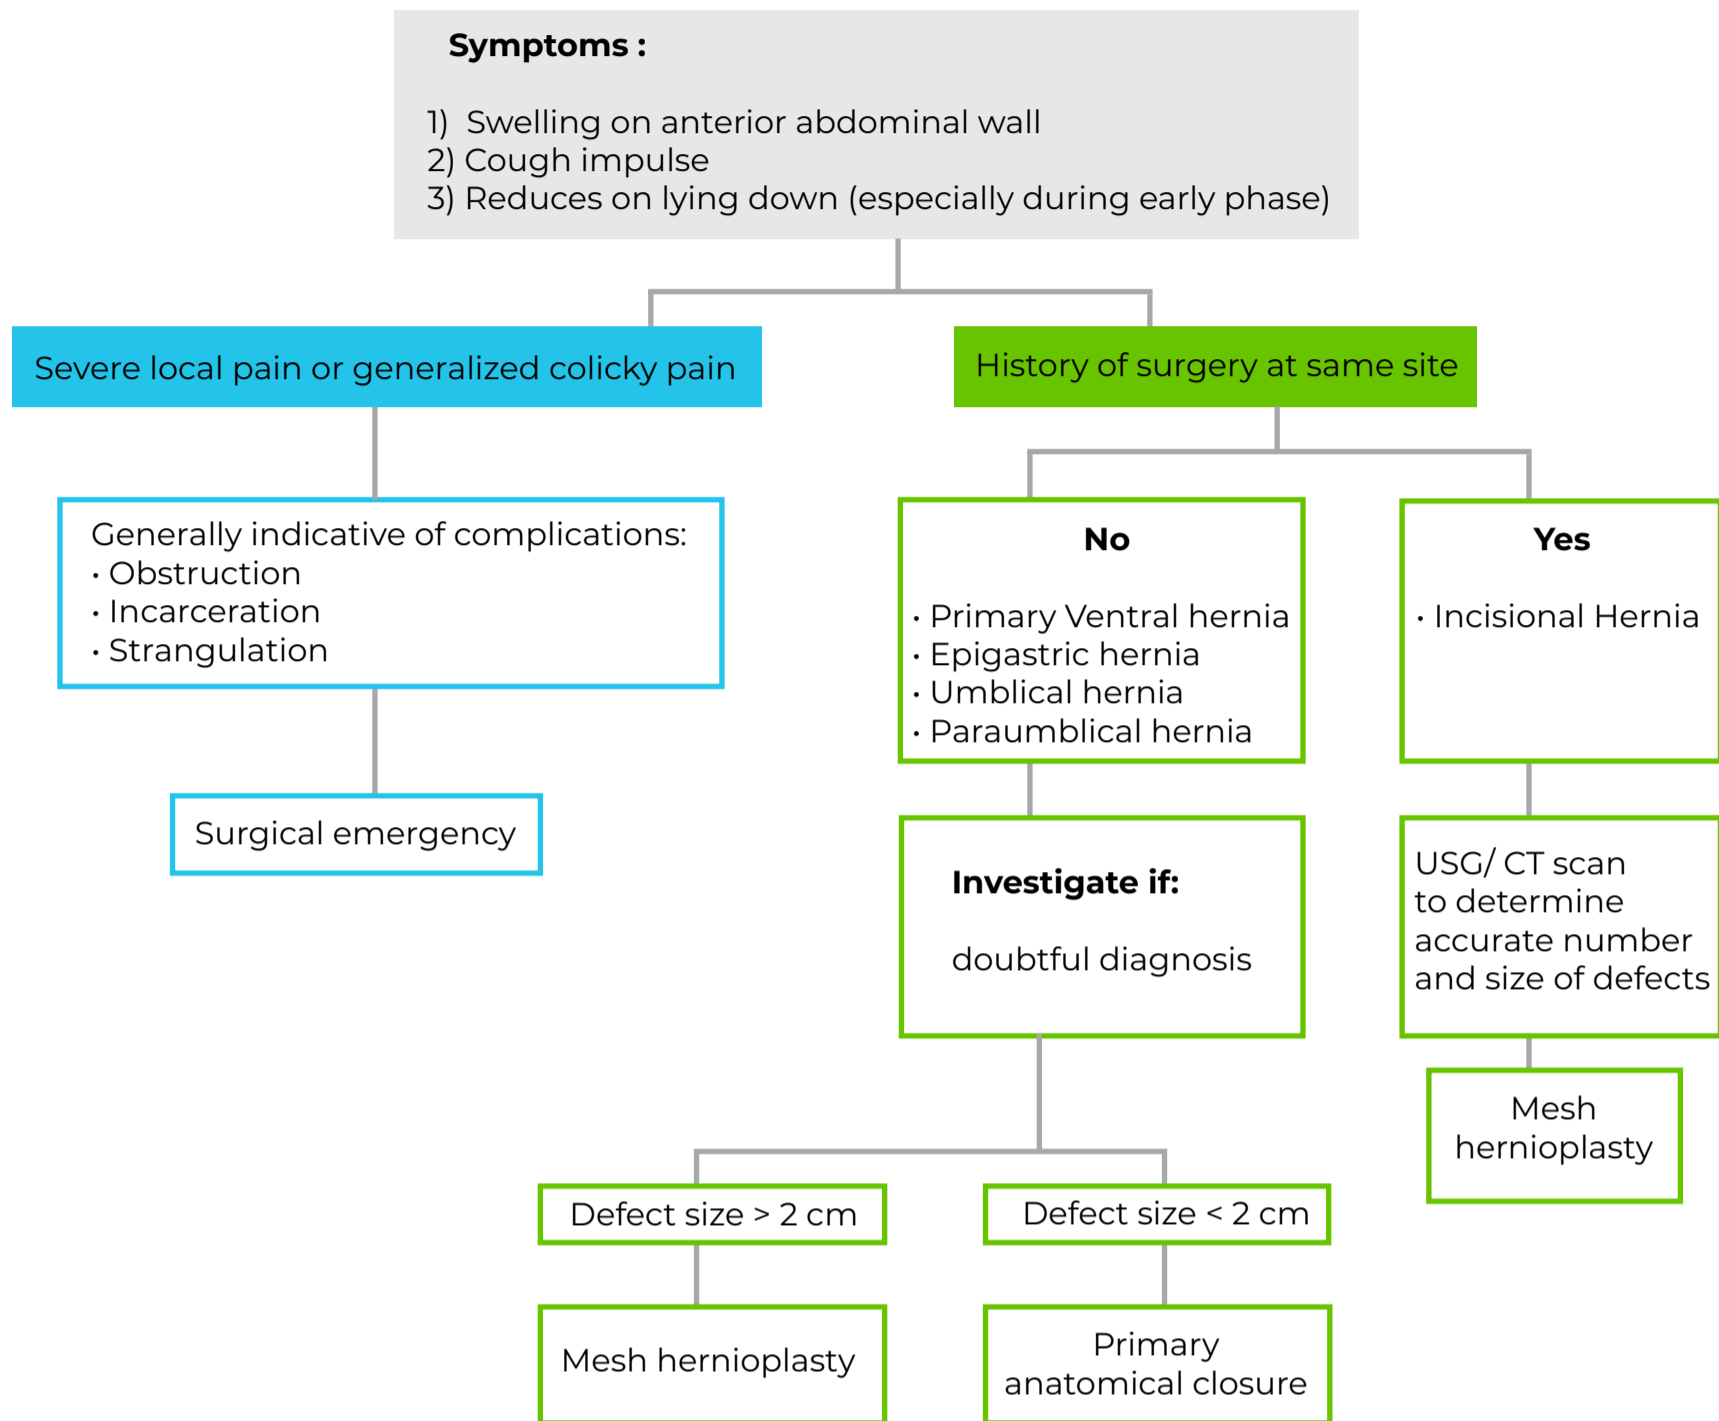 Symptoms :
1) Swelling on anterior abdominal wall
2) Cough impulse
3) Reduces on lying down (especially during early phase)
Severe local pain or generalized colicky pain
History of surgery at same site
Generally indicative of complications:
• Obstruction
• Incarceration
• Strangulation
Surgical emergency
No
• Primary Ventral hernia
• Epigastric hernia
• Umblical hernia
• Paraumblical hernia
Yes
• Incisional Hernia
Investigate if:
doubtful diagnosis
USG/ CT scan
to determine
accurate number
and size of defects
Mesh
hernioplasty
Defect size > 2 cm
Defect size < 2 cm
Mesh hernioplasty
Primary
anatomical closure